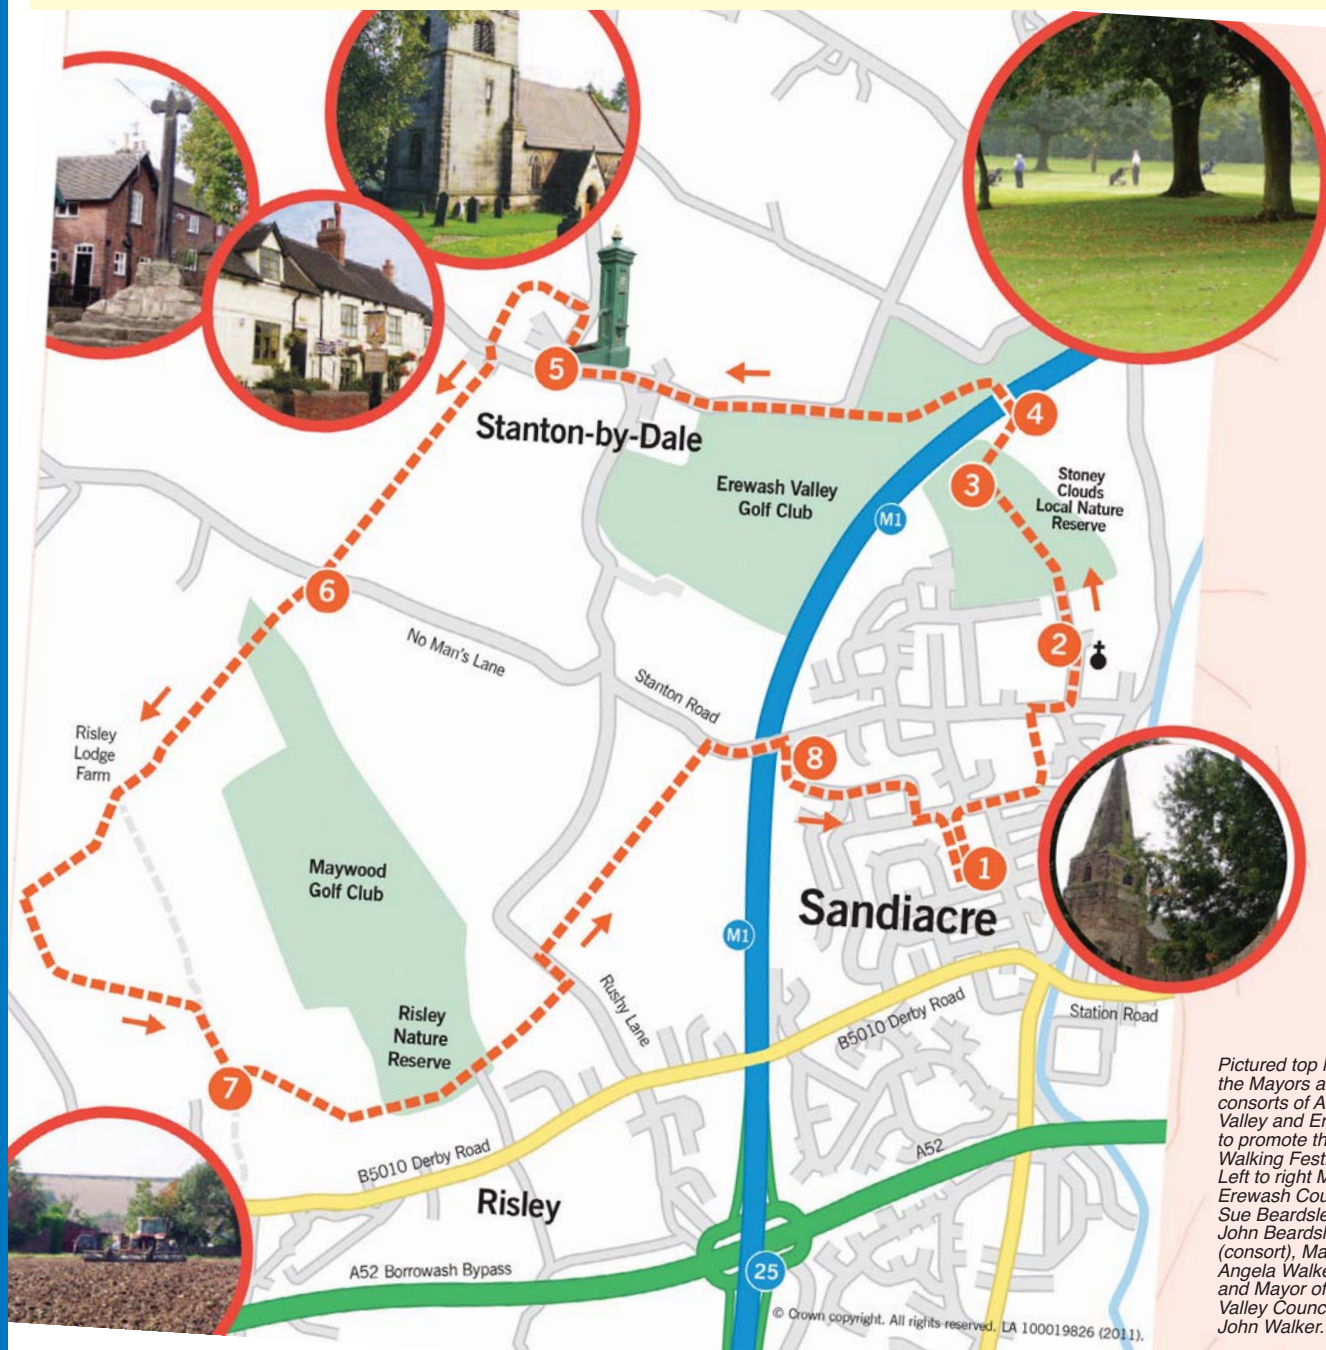 5
4
Stanton-by-Dale
3
Erewash Valley
Golf Club
Stoney
Clouds
Local Nature
Reserve
M1
6
No Man's Lane
2
Stanton Road
Risley
Lodge
Farm
8
Maywood
Golf Club
1
Sandiacre
M1
Rushy Lane
Risley
Nature
Reserve
B5010 Derby Road
Station Road
7
B5010 Derby Road
A52
Risley
A52 Borrowash Bypass
25
© Crown copyright. All rights reserved. LA 100019826 (2011).
Pictured top
the Mayors a
consorts of A
Valley and Er
to promote th
Walking Fest
Left to right M
Erewash Cou
Sue Beardsle
John Beardsl
(consort), Ma
Angela Walke
and Mayor of
Valley Counc
John Walker.